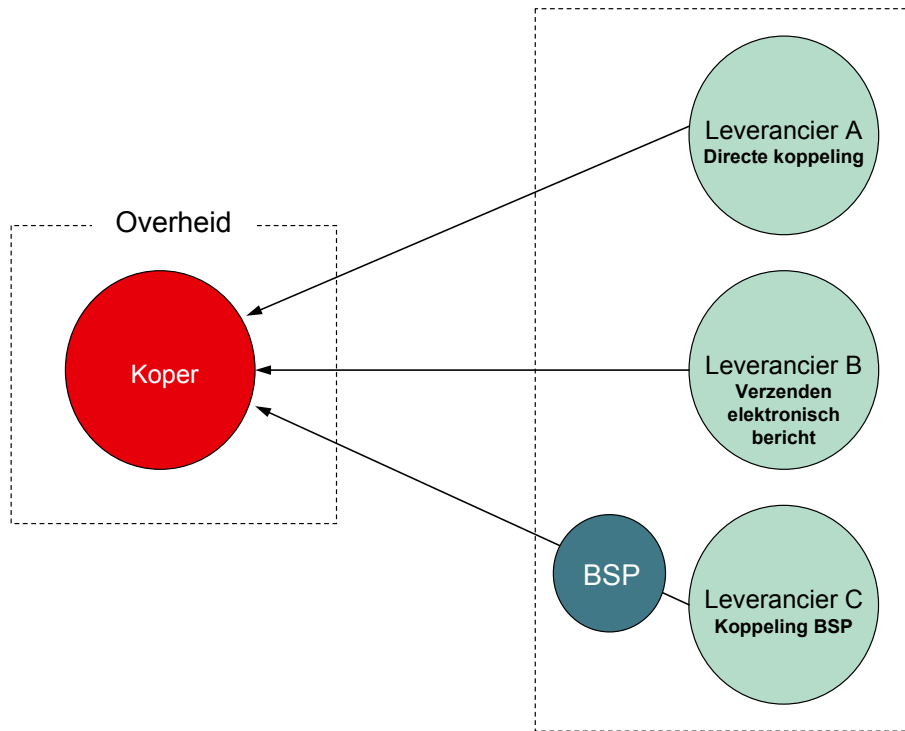 Overheid
Koper
Leverancier A
Directe koppeling
Leverancier B
Verzenden
elektronisch
bericht
BSP
Leverancier C
Koppeling BSP